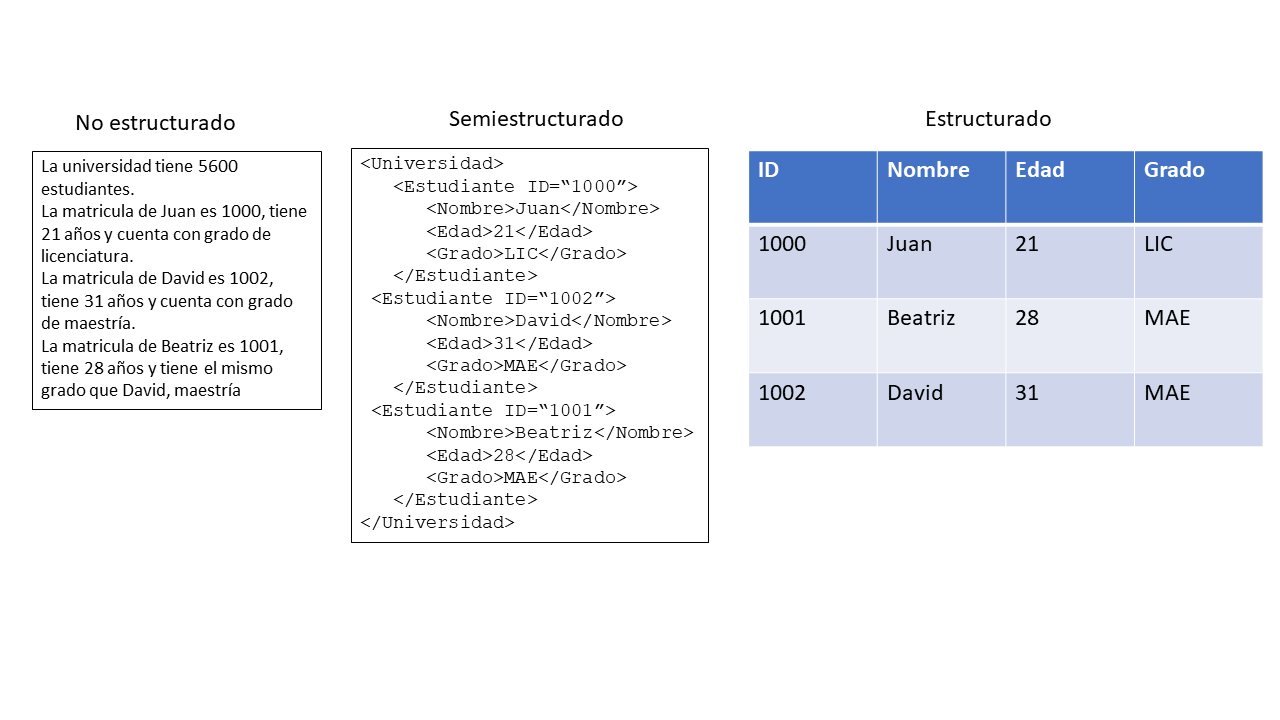 No estructurado
La universidad tiene 5600
estudiantes.
La matricula de Juan es 1000, tiene
21 años y cuenta con grado de
licenciatura.
La matricula de David es 1002,
tiene 31 años y cuenta con grado
de maestría.
La matricula de Beatriz es 1001,
tiene 28 años y tiene el mismo
grado que David, maestría
Semiestructurado
<Universidad>
<Estudiante ID=“1000”>
<Nombre>Juan</Nombre>
<Edad>21</Edad>
<Grado>LIC</Grado>
</Estudiante>
<Estudiante ID=“1002”>
<Nombre>David</Nombre>
<Edad>31</Edad>
<Grado>MAE</Grado>
</Estudiante>
<Estudiante ID=“1001”>
<Nombre>Beatriz</Nombre>
<Edad>28</Edad>
<Grado>MAE</Grado>
</Estudiante>
</Universidad>
Estructurado
ID Nombre Edad Grado
1000 Juan 21 LIC
1001 Beatriz 28 MAE
1002 David 31 MAE